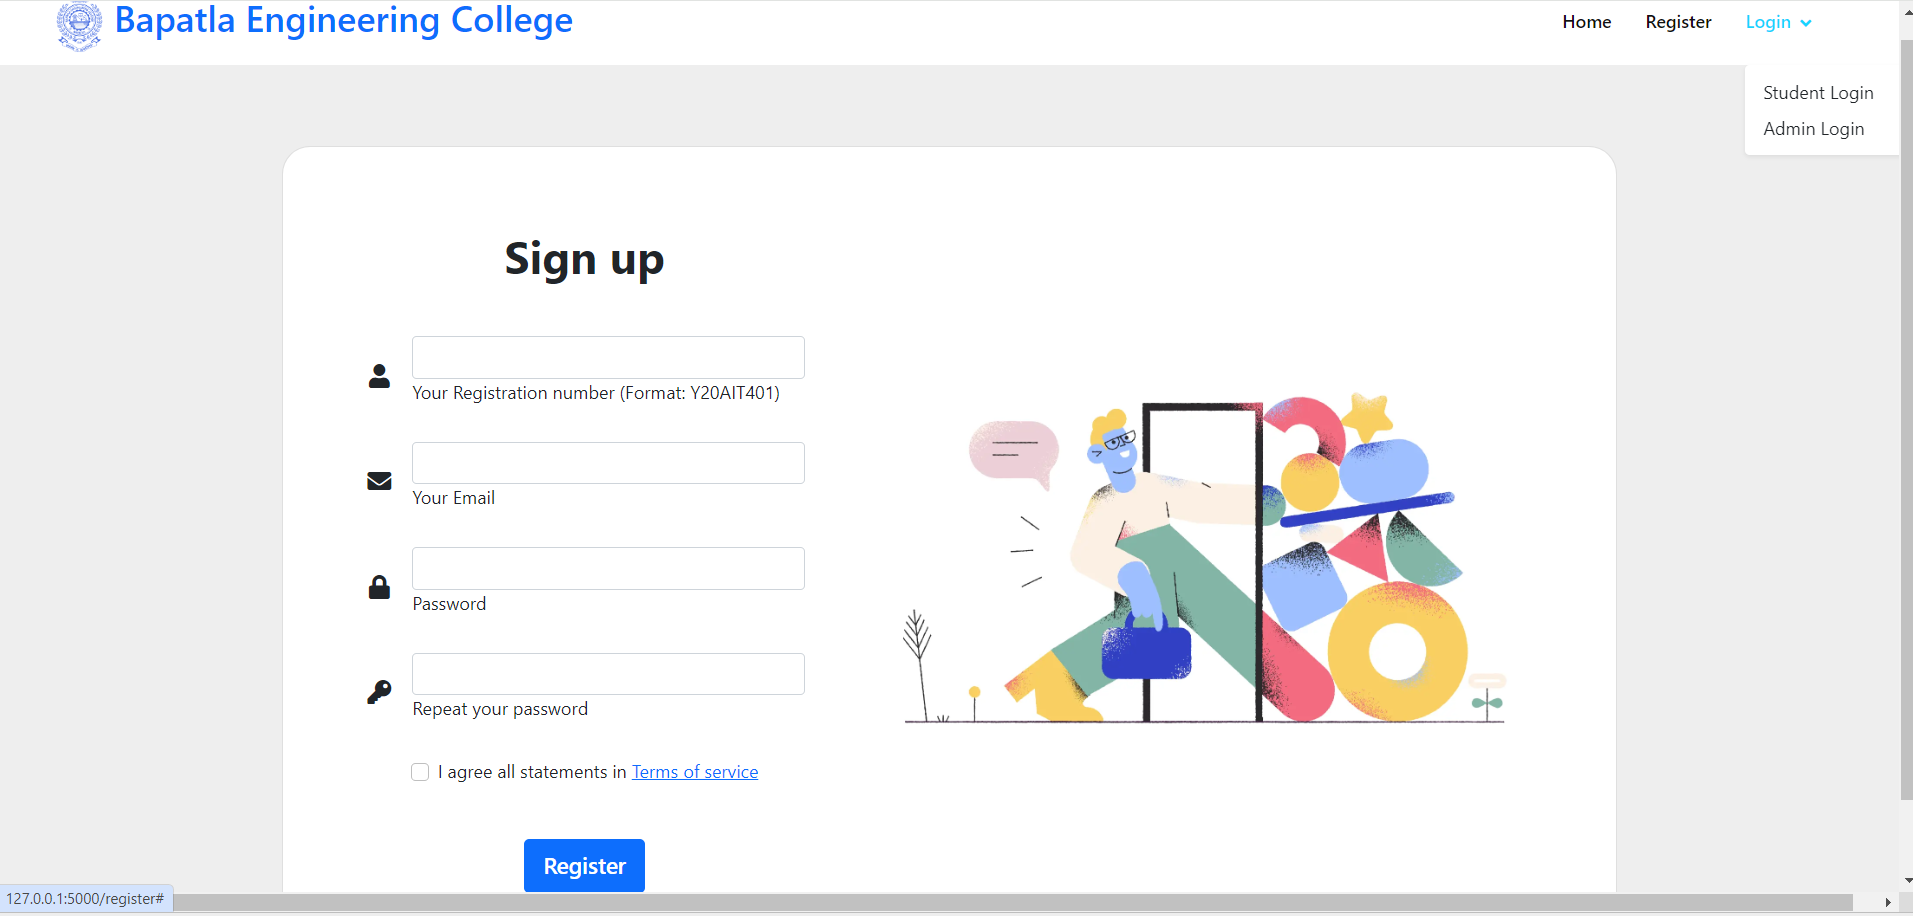 Bapatla Engineering College
Home Register Login
Student Login
Admin Login
Sign up
Your Registration number (Format: Y20AIT401)
Your Email
Password
Repeat your password
I agree all statements in Terms of service
Register
127.0.0.1:5000/register#